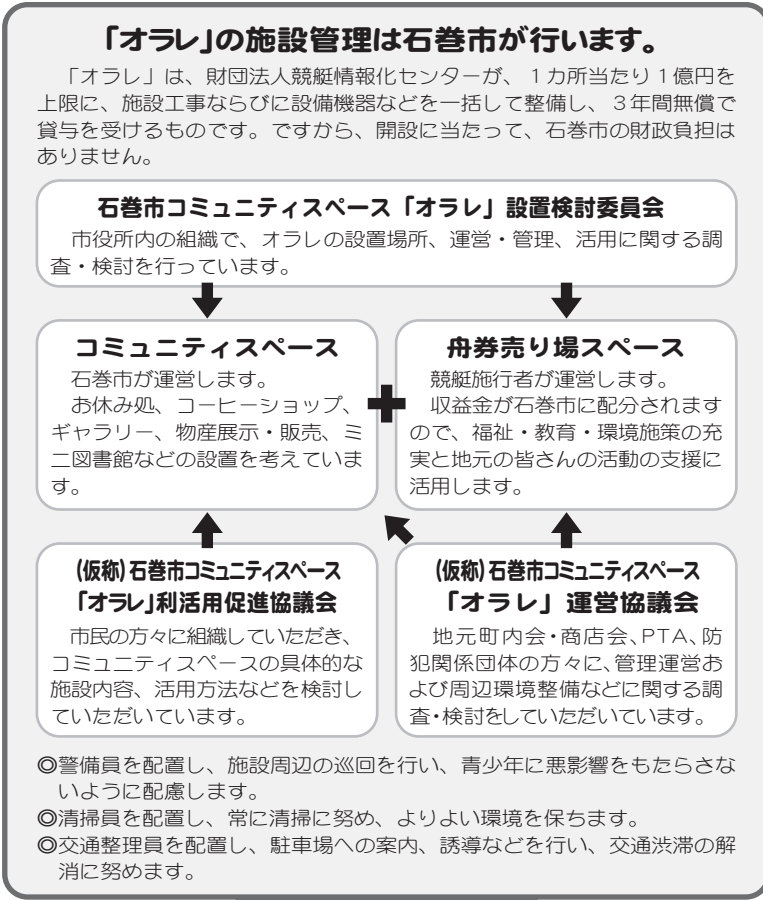 「オラレ」の施設管理は石巻市が行います。
「オラレ」は、財団法人競艇情報化センターが、1カ所当たり1億円を
上限に、施設工事ならびに設備機器などを一括して整備し、3年間無償で
貸与を受けるものです。ですから、開設に当たって、石巻市の財政負担は
ありません。
石巻市コミュニティスペース「オラレ」設置検討委員会
市役所内の組織で、オラレの設置場所、運営・管理、活用に関する調
査・検討を行っています。
コミュニティスペース
石巻市が運営します。
お休み処、コーヒーショップ、
ギャラリー、物産展示・販売、ミ
ニ図書館などの設置を考えていま
す。
舟券売り場スペース
競艇施行者が運営します。
収益金が石巻市に配分されます
ので、福祉・教育・環境施策の充
実と地元の皆さんの活動の支援に
活用します。
(仮称)石巻市コミュニティスペース
「オラレ」利活用促進協議会
市民の方々に組織していただき、
コミュニティスペースの具体的な
施設内容、活用方法などを検討し
ていただいています。
(仮称)石巻市コミュニティスペース
「オラレ」運営協議会
地元町内会・商店会、PTA、防
犯関係団体の方々に、管理運営お
よび周辺環境整備などに関する調
査・検討をしていただいています。
◎警備員を配置し、施設周辺の巡回を行い、青少年に悪影響をもたらさな
いように配慮します。
◎清掃員を配置し、常に清掃に努め、よりよい環境を保ちます。
◎交通整理員を配置し、駐車場への案内、誘導などを行い、交通渋滞の解
消に努めます。